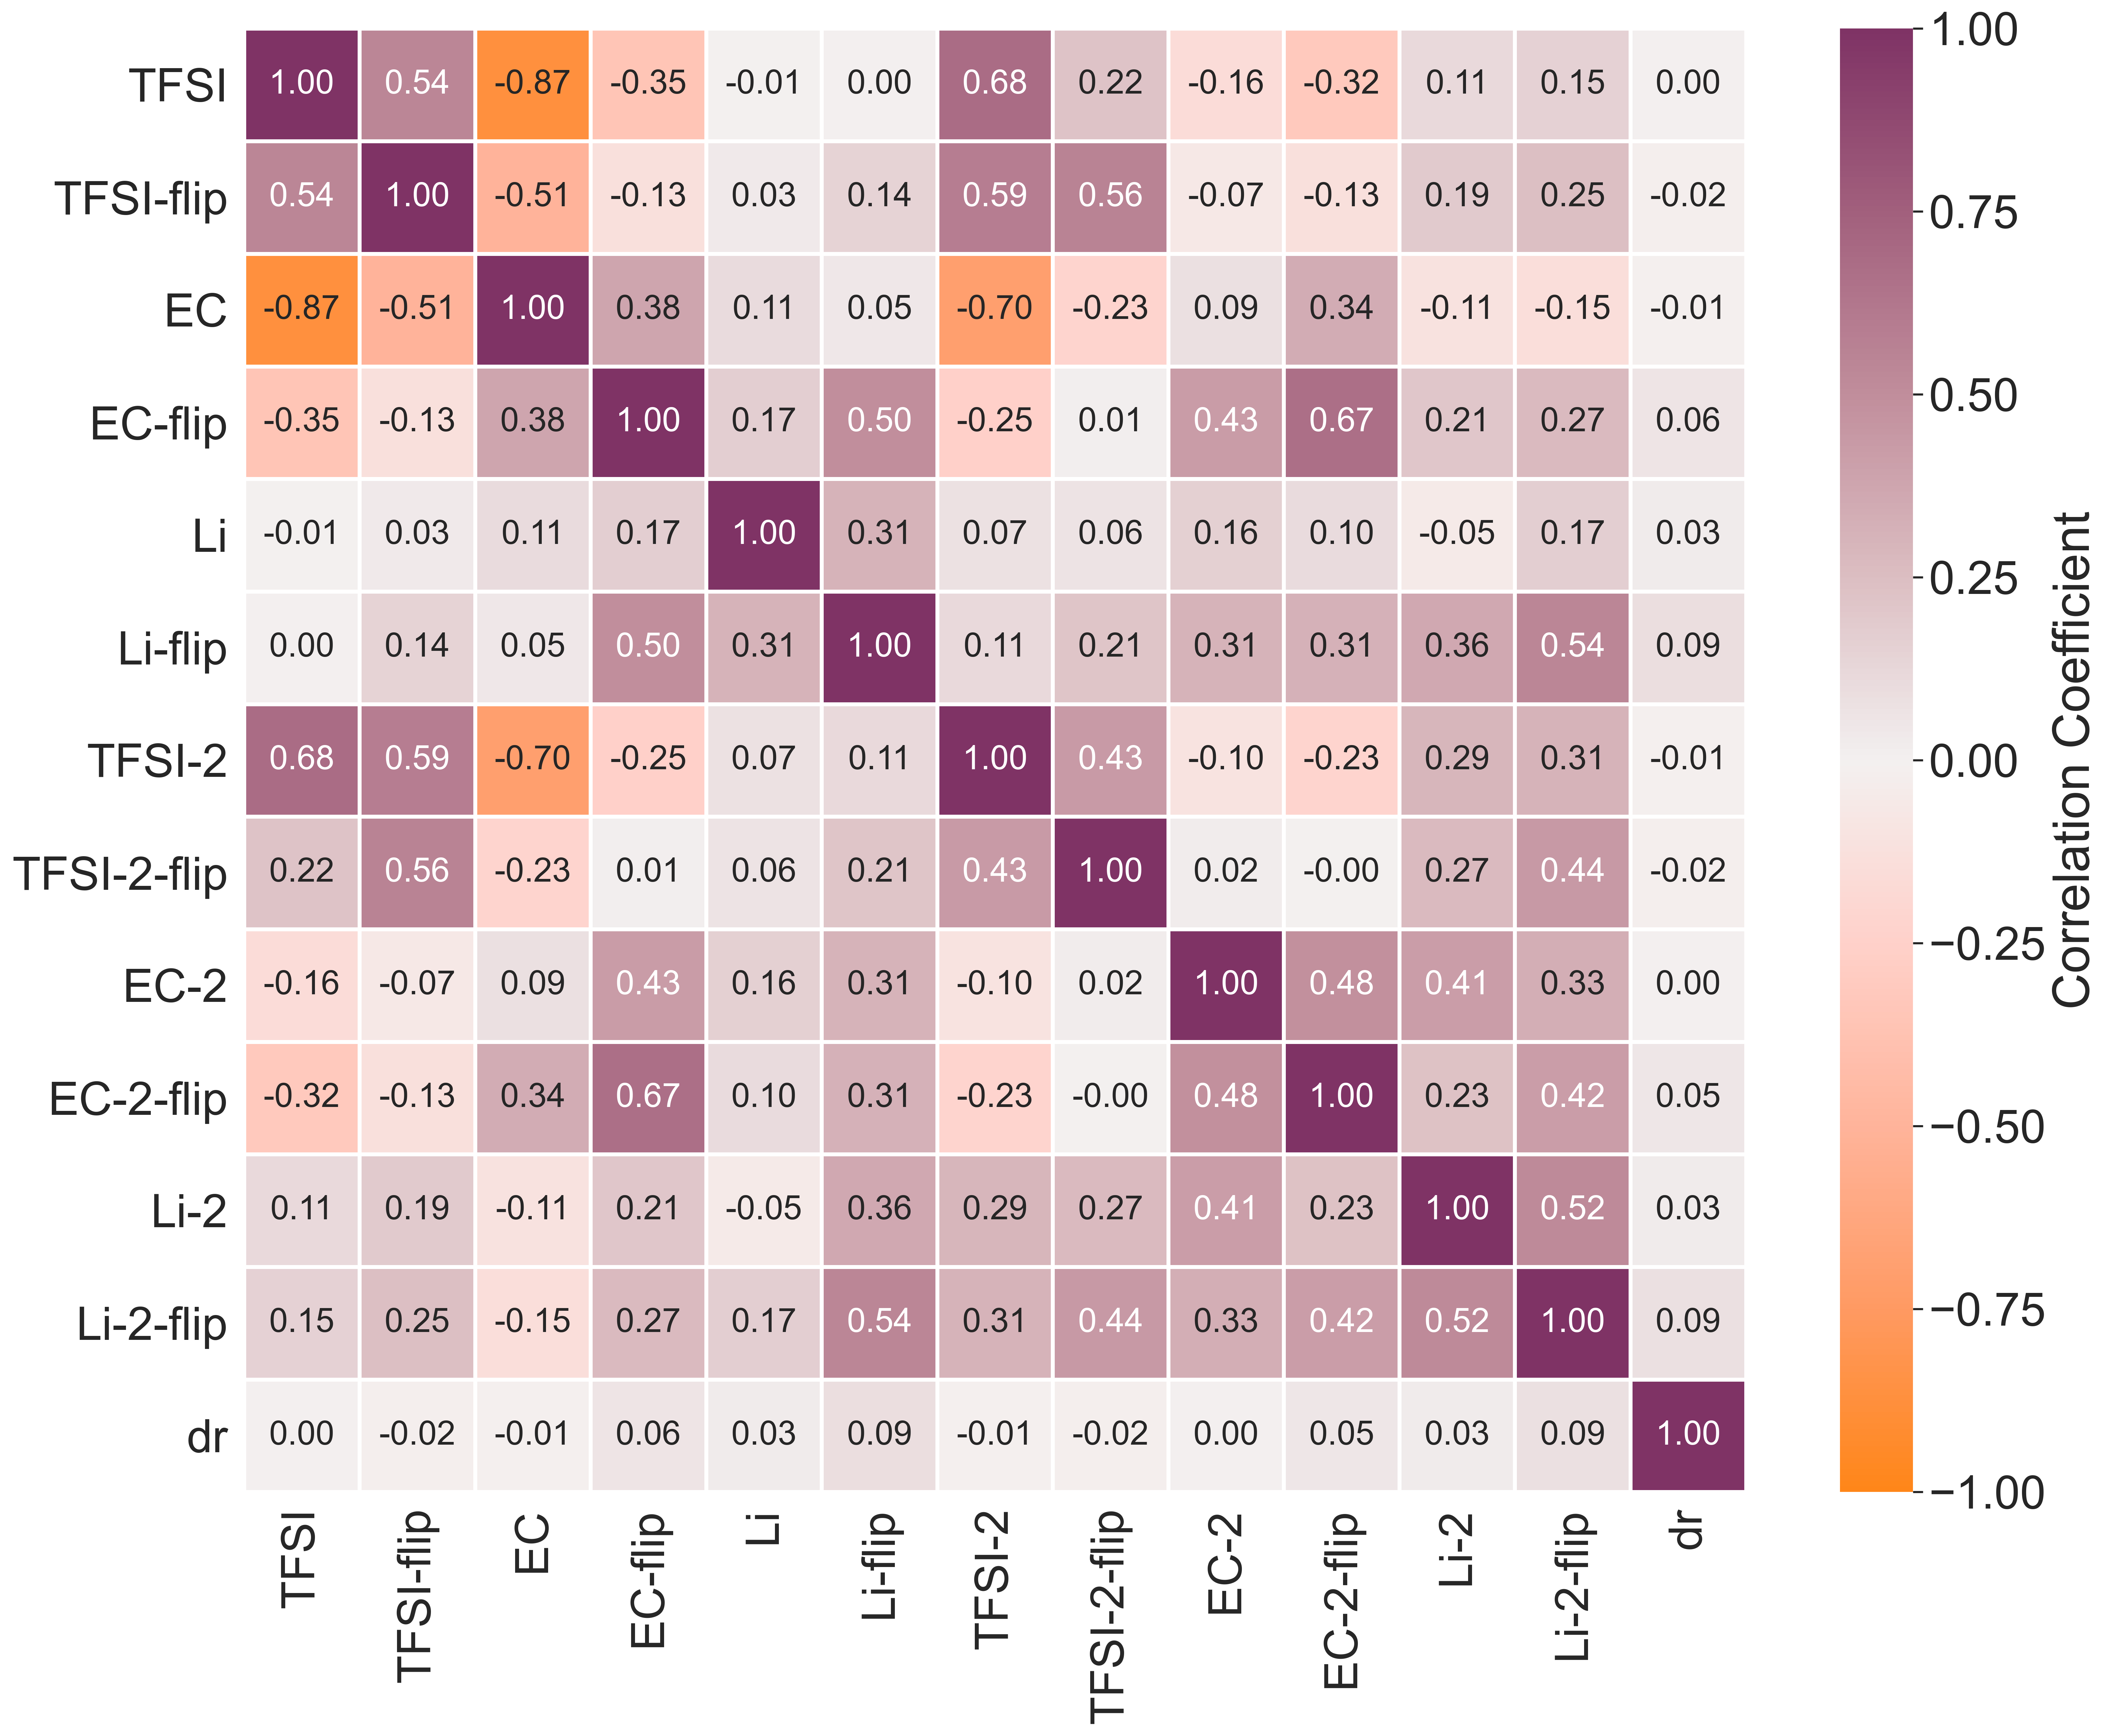 TFSI 1.00 0.54 -0.87 -0.35 -0.01 0.00 0.68 0.22 -0.16 -0.32 0.11 0.15 0.00
TFSI-flip 0.54 1.00 -0.51 -0.13 0.03 0.14 0.59 0.56 -0.07 -0.13 0.19 0.25 -0.02
EC -0.87 -0.51 1.00 0.38 0.11 0.05 -0.70 -0.23 0.09 0.34 -0.11 -0.15 -0.01
EC-flip -0.35 -0.13 0.38 1.00 0.17 0.50 -0.25 0.01 0.43 0.67 0.21 0.27 0.06
Li -0.01 0.03 0.11 0.17 1.00 0.31 0.07 0.06 0.16 0.10 -0.05 0.17 0.03
Li-flip 0.00 0.14 0.05 0.50 0.31 1.00 0.11 0.21 0.31 0.31 0.36 0.54 0.09
TFSI-2 0.68 0.59 -0.70 -0.25 0.07 0.11 1.00 0.43 -0.10 -0.23 0.29 0.31 -0.01
TFSI-2-flip 0.22 0.56 -0.23 0.01 0.06 0.21 0.43 1.00 0.02 -0.00 0.27 0.44 -0.02
EC-2 -0.16 -0.07 0.09 0.43 0.16 0.31 -0.10 0.02 1.00 0.48 0.41 0.33 0.00
EC-2-flip -0.32 -0.13 0.34 0.67 0.10 0.31 -0.23 -0.00 0.48 1.00 0.23 0.42 0.05
Li-2 0.11 0.19 -0.11 0.21 -0.05 0.36 0.29 0.27 0.41 0.23 1.00 0.52 0.03
Li-2-flip 0.15 0.25 -0.15 0.27 0.17 0.54 0.31 0.44 0.33 0.42 0.52 1.00 0.09
dr 0.00 -0.02 -0.01 0.06 0.03 0.09 -0.01 -0.02 0.00 0.05 0.03 0.09 1.00
TFSI TFSI-flip EC EC-flip Li Li-flip TFSI-2 TFSI-2-flip EC-2 EC-2-flip Li-2 Li-2-flip dr
1.00
0.75
0.50
0.25
0.00
−0.25
−0.50
−0.75
−1.00
Correlation Coefficient